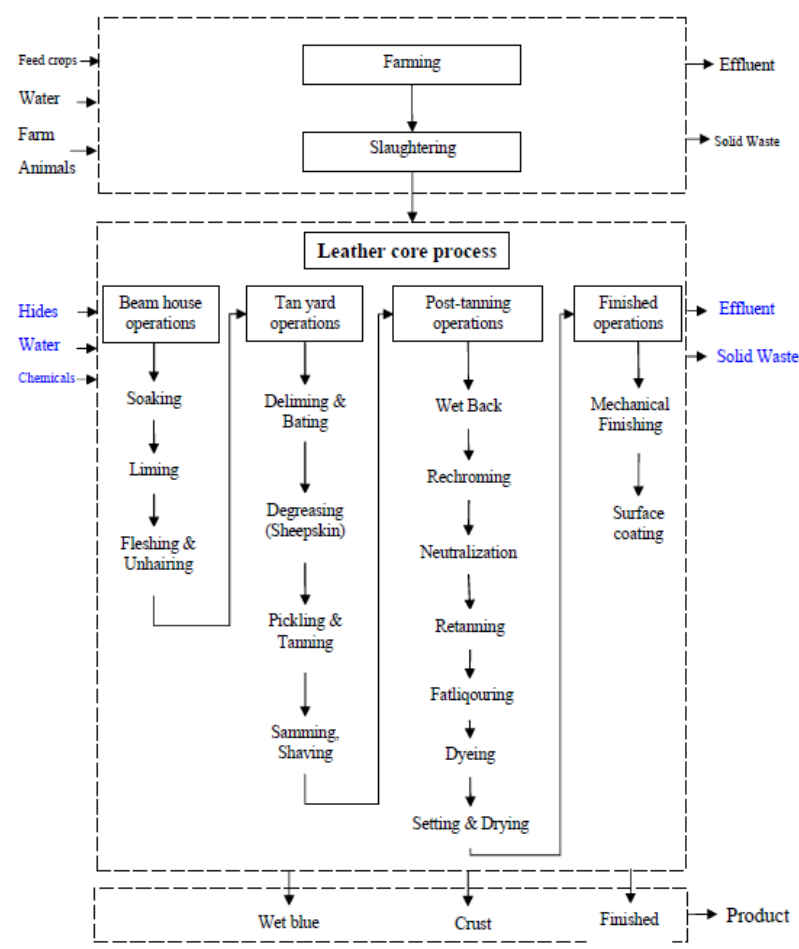 Feed crops
Water
Farm
Animals
Farming
Slaughtering
Effluent
Solid Waste
Leather core process
Hides
Water
Chemicals
Beam house
operations
Soaking
Liming
Fleshing &
Unhairing
Tan yard
operations
Deliming &
Bating
Degreasing
(Sheepskin)
Pickling &
Tanning
Samming,
Shaving
Post-tanning
operations
Wet Back
Rechroming
Neutralization
Retanning
Fatliqouring
Dyeing
Setting & Drying
Finished
operations
Mechanical
Finishing
Surface
coating
Effluent
Solid Waste
Wet blue
Crust
Finished
Product